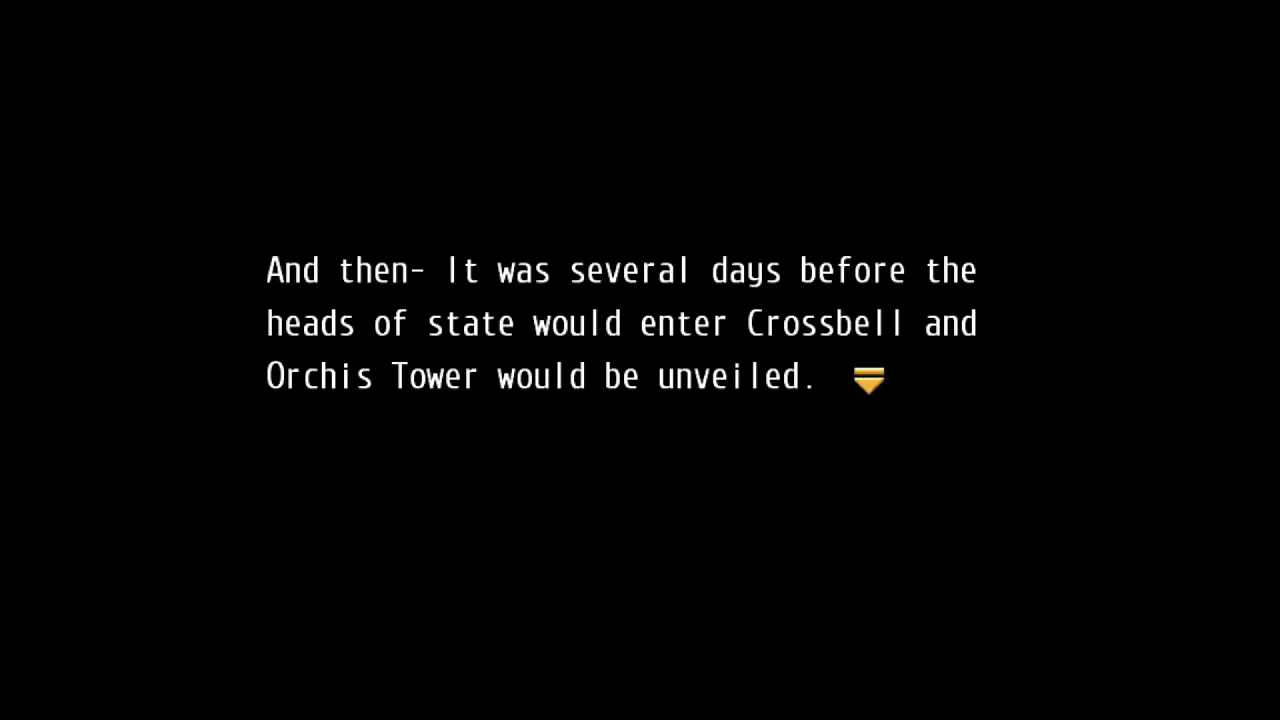 And then- It was several days before the
heads of state would enter Crossbell and
Orchis Tower would be unveiled.